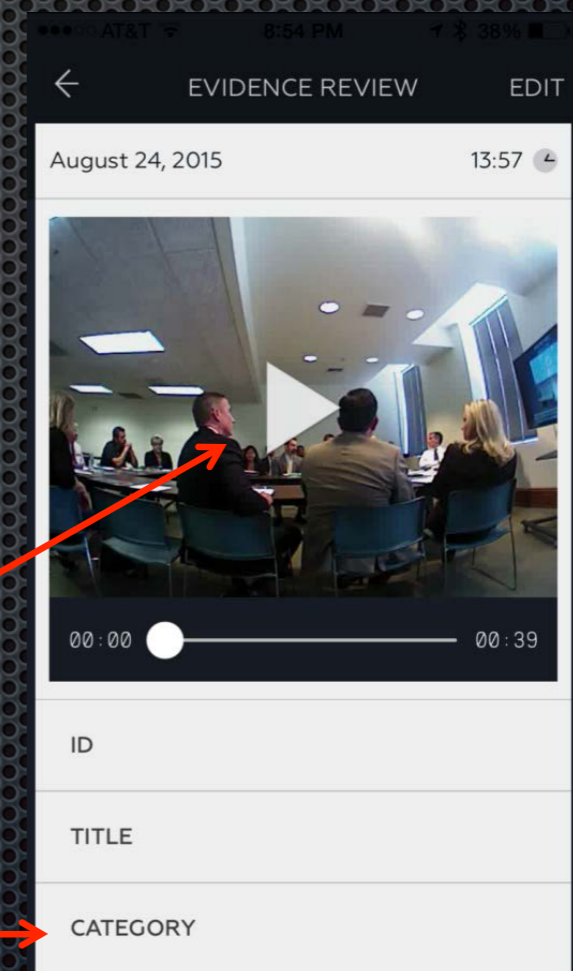 AT&T 8:54 PM 38%
EVIDENCE REVIEW EDIT
August 24, 2015 13:57
00:00 00:39
ID
TITLE
CATEGORY